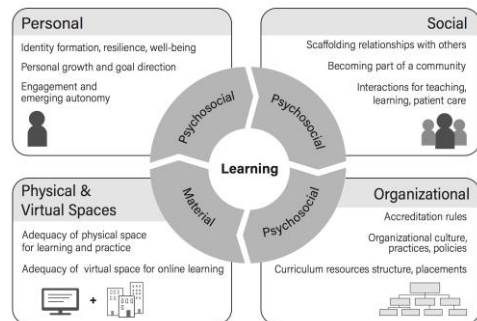 Personal
Identity formation, resilience, well-being
Personal growth and goal direction
Engagement and
emerging autonomy
Social
Scaffolding relationships with others
Becoming part of a community
Interactions for teaching,
learning, patient care
Psychosocial
Psychosocial
Learning
Material
Psychosocial
Physical &
Virtual Spaces
Adequacy of physical space
for learning and practice
Adequacy of virtual space for online learning
+
Organizational
Accreditation rules
Organizational culture,
practices, policies
Curriculum resources structure, placements